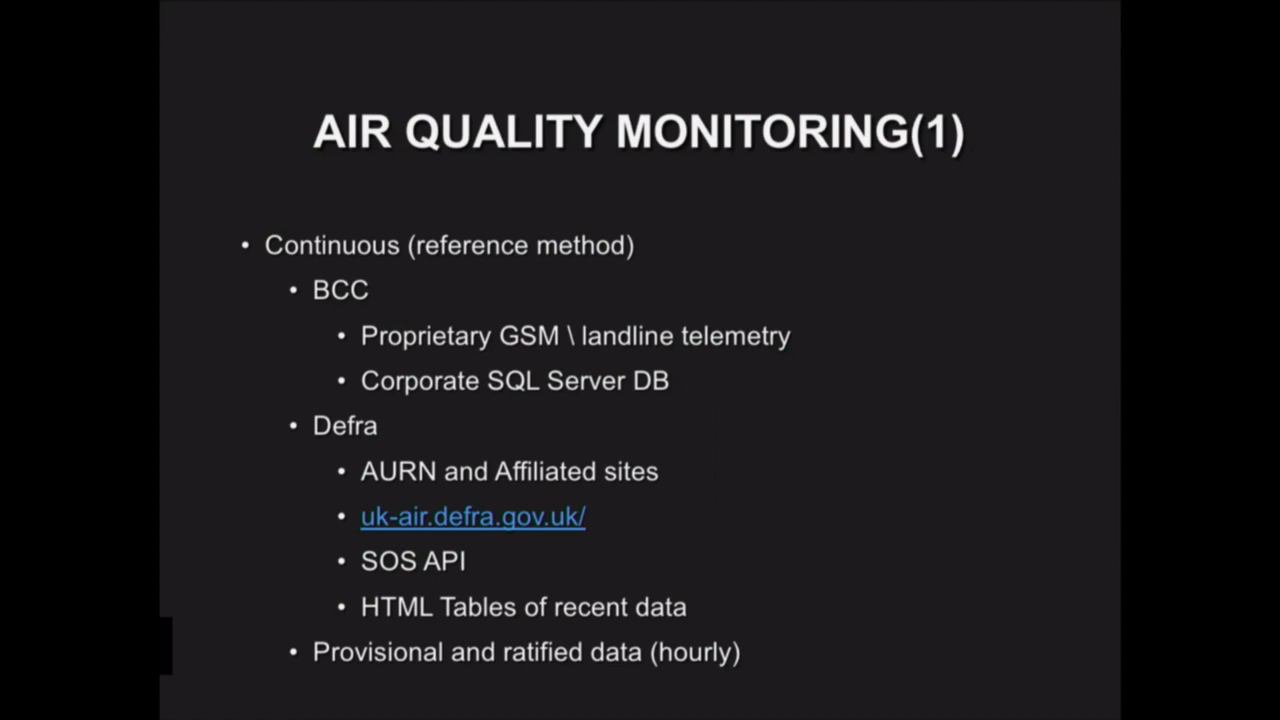 AIR QUALITY MONITORING(1)
• Continuous (reference method)
• BCC
• Proprietary GSM \ landline telemetry
• Corporate SQL Server DB
• Defra
• AURN and Affiliated sites
• uk-air.defra.gov.uk/
• SOS API
• HTML Tables of recent data
• Provisional and ratified data (hourly)